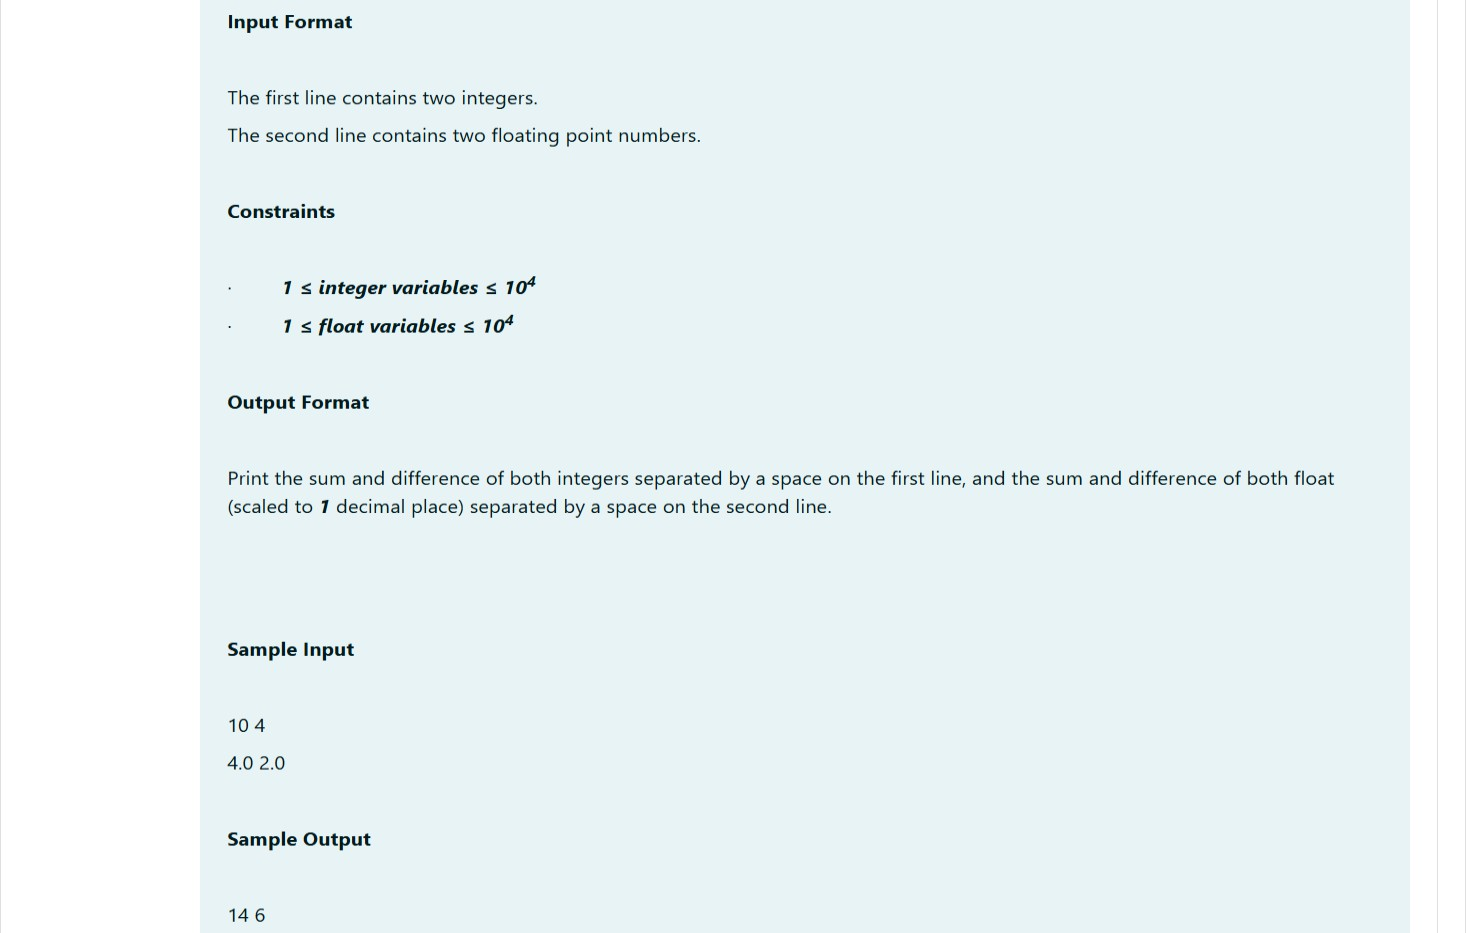 Input Format
The first line contains two integers.
The second line contains two floating point numbers.
Constraints
· 1 ≤ integer variables ≤ 10⁴
· 1 ≤ float variables ≤ 10⁴
Output Format
Print the sum and difference of both integers separated by a space on the first line, and the sum and difference of both float
(scaled to 1 decimal place) separated by a space on the second line.
Sample Input
10 4
4.0 2.0
Sample Output
14 6